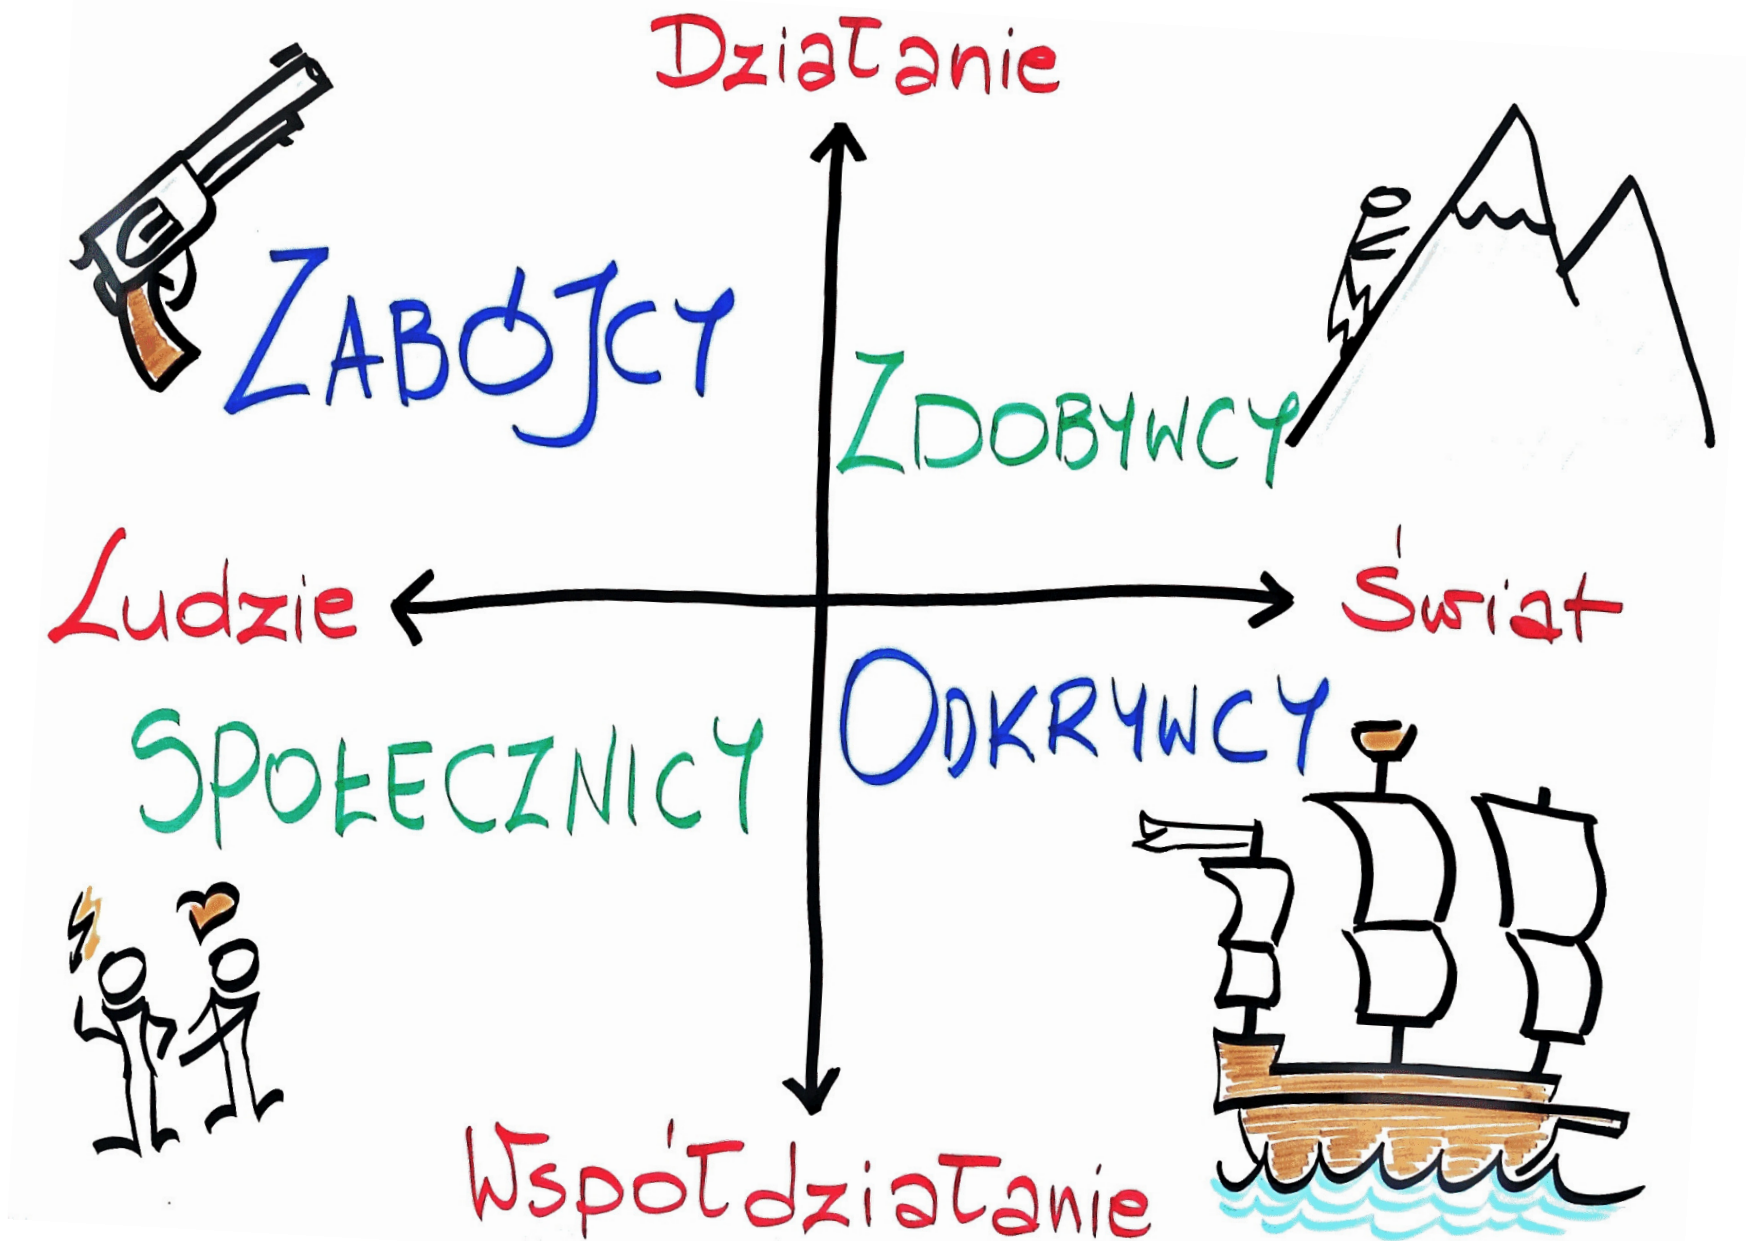 Działanie
ZABÓJCY
ZDOBYWCY
Ludzie
Świat
SPOŁECZNICY
ODKRYWCY
Współdziałanie